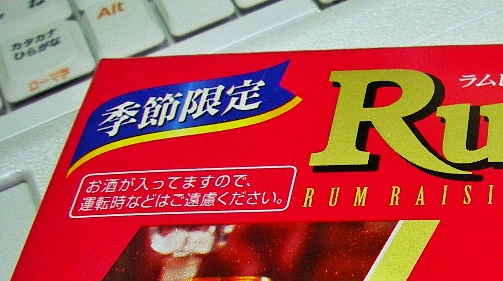 カタカナ
ひらがな
ローマ字
Alt
季節限定
お酒が入ってますので、
運転時などはご遠慮ください。
ラム
Ru
RUM RAISI